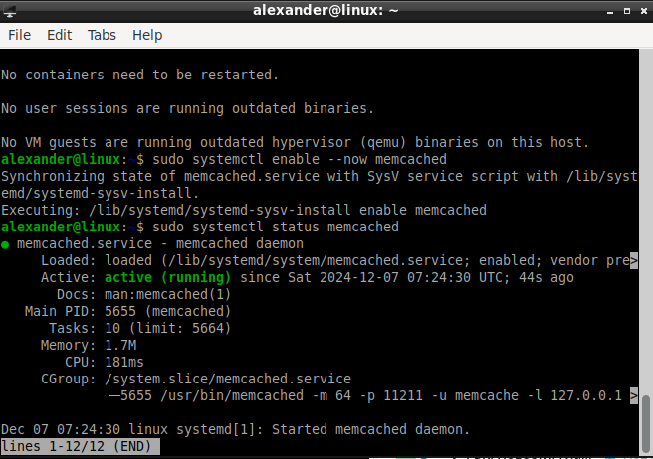 alexander@linux: ~
File Edit Tabs Help
No containers need to be restarted.
No user sessions are running outdated binaries.
No VM guests are running outdated hypervisor (qemu) binaries on this host.
alexander@linux:~$ sudo systemctl enable --now memcached
Synchronizing state of memcached.service with SysV service script with /lib/syst
emd/systemd-sysv-install.
Executing: /lib/systemd/systemd-sysv-install enable memcached
alexander@linux:~$ sudo systemctl status memcached
● memcached.service - memcached daemon
Loaded: loaded (/lib/systemd/system/memcached.service; enabled; vendor pre>
Active: active (running) since Sat 2024-12-07 07:24:30 UTC; 44s ago
Docs: man:memcached(1)
Main PID: 5655 (memcached)
Tasks: 10 (limit: 5664)
Memory: 1.7M
CPU: 181ms
CGroup: /system.slice/memcached.service
─5655 /usr/bin/memcached -m 64 -p 11211 -u memcache -l 127.0.0.1 >
Dec 07 07:24:30 linux systemd[1]: Started memcached daemon.
lines 1-12/12 (END)